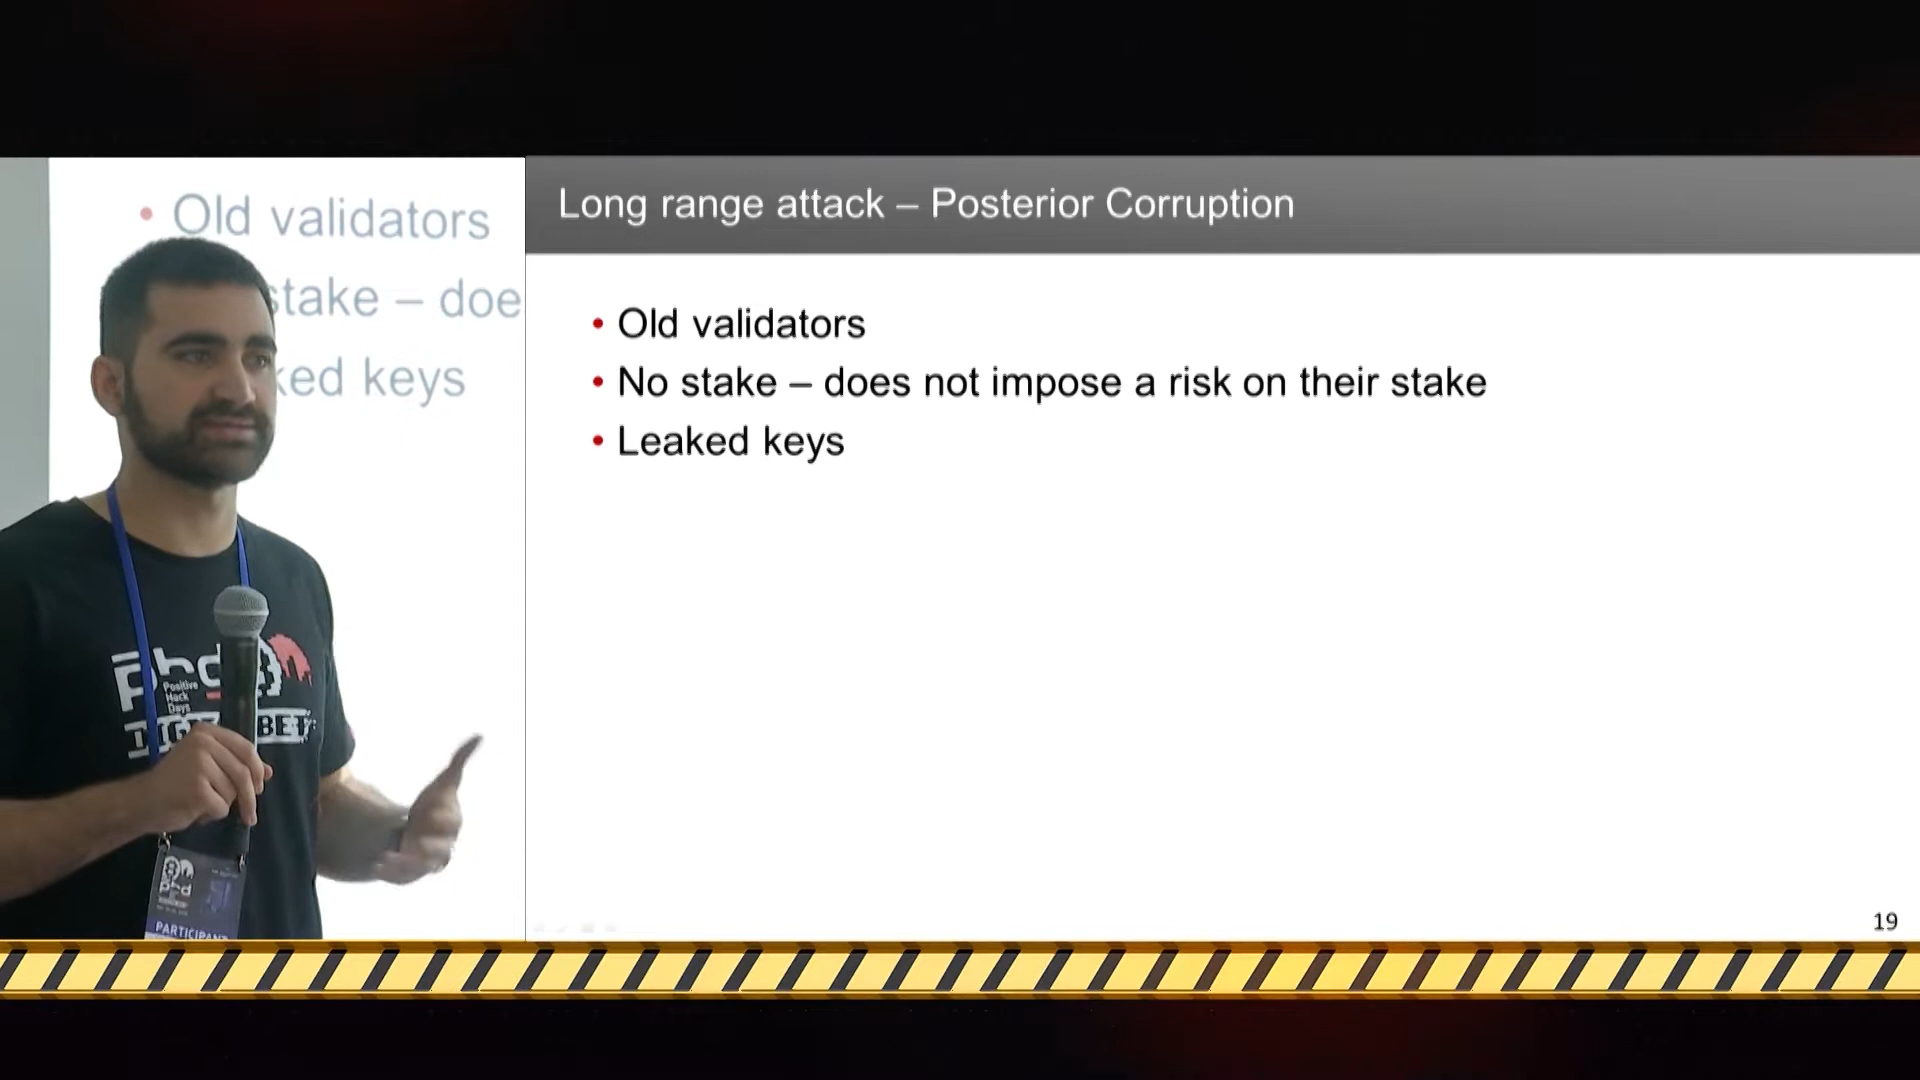 Old validators
stake – doe
ked keys
Long range attack – Posterior Corruption
• Old validators
• No stake – does not impose a risk on their stake
• Leaked keys
Positive
Hack
Days
PARTICIPANT
19